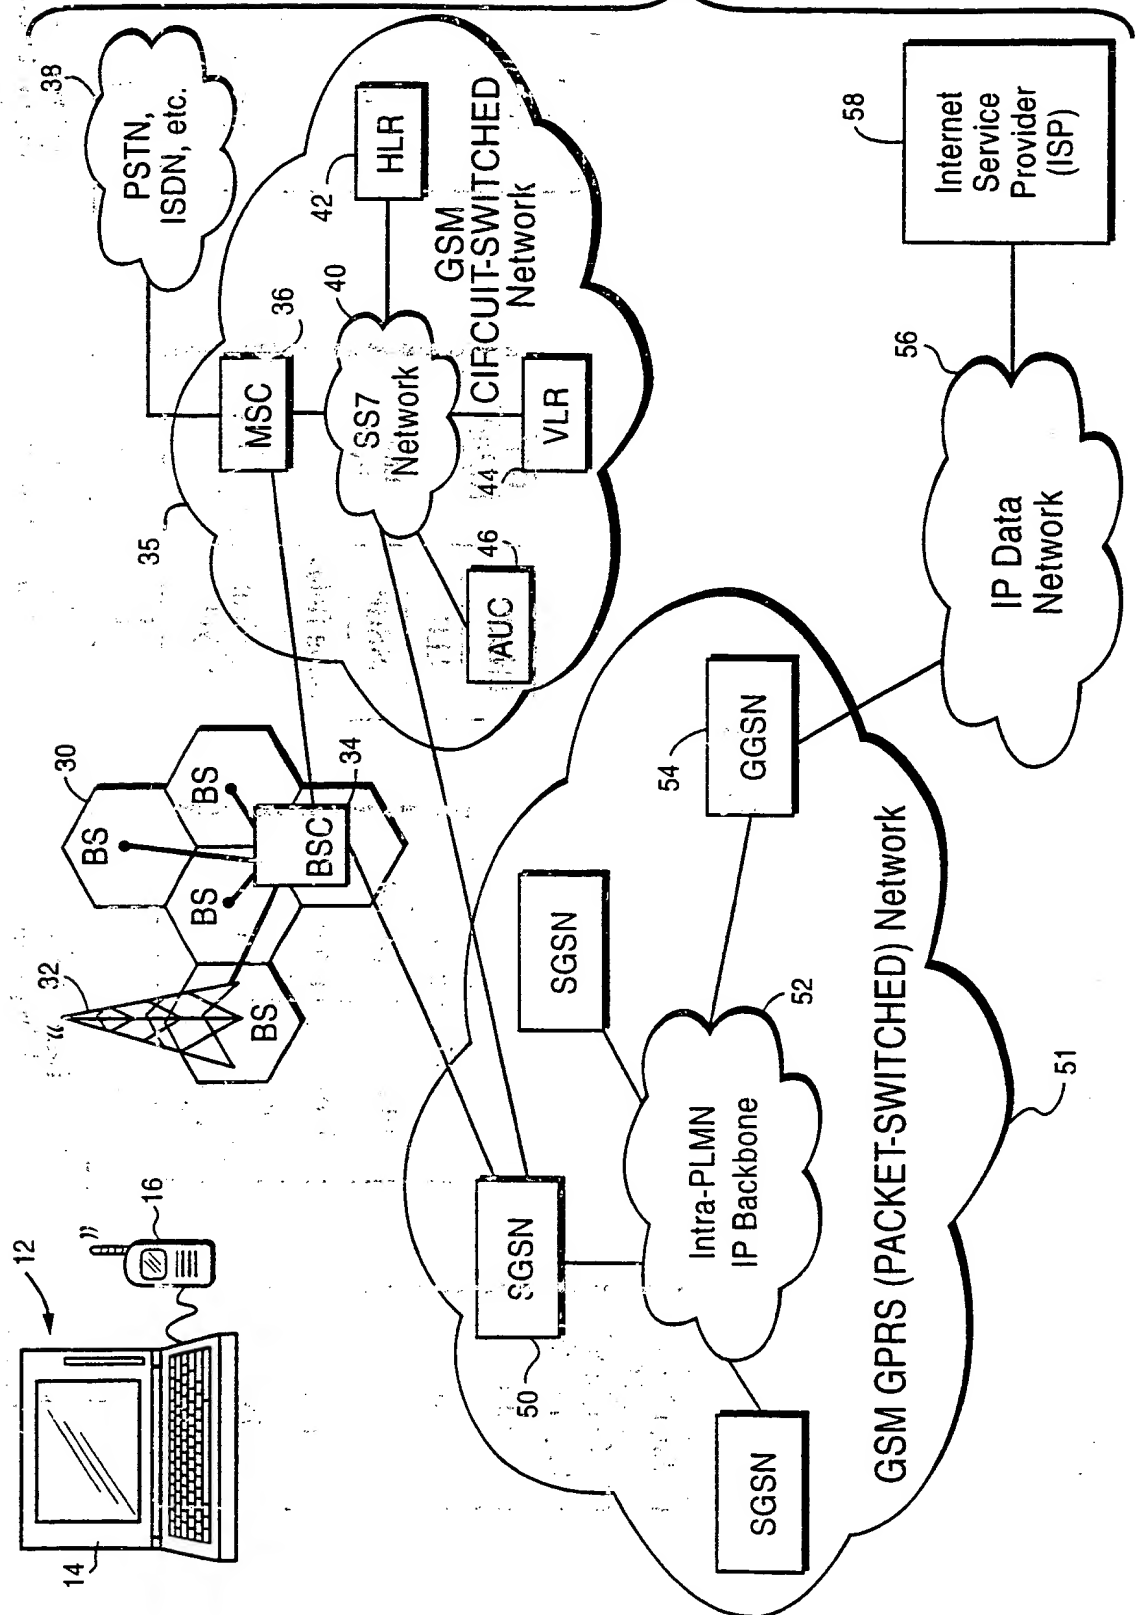 14
12
16
32
BS
30
BS
BS
BS
BSC
34
38
PSTN,
ISDN, etc.
35
MSC
36
40
SS7
Network
42
HLR
GSM
CIRCUIT-SWITCHED
Network
44
VLR
46
AUC
50
SGSN
SGSN
SGSN
52
Intra-PLMN
IP Backbone
54
GGSN
GSM GPRS (PACKET-SWITCHED) Network
51
56
IP Data
Network
58
Internet
Service
Provider
(ISP)